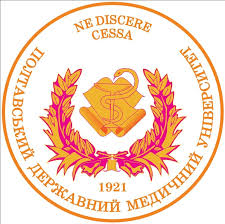 NE DISCERE
CESSA
ПОЛТАВСЬКИЙ ДЕРЖАВНИЙ МЕДИЧНИЙ УНІВЕРСИТЕТ
1921